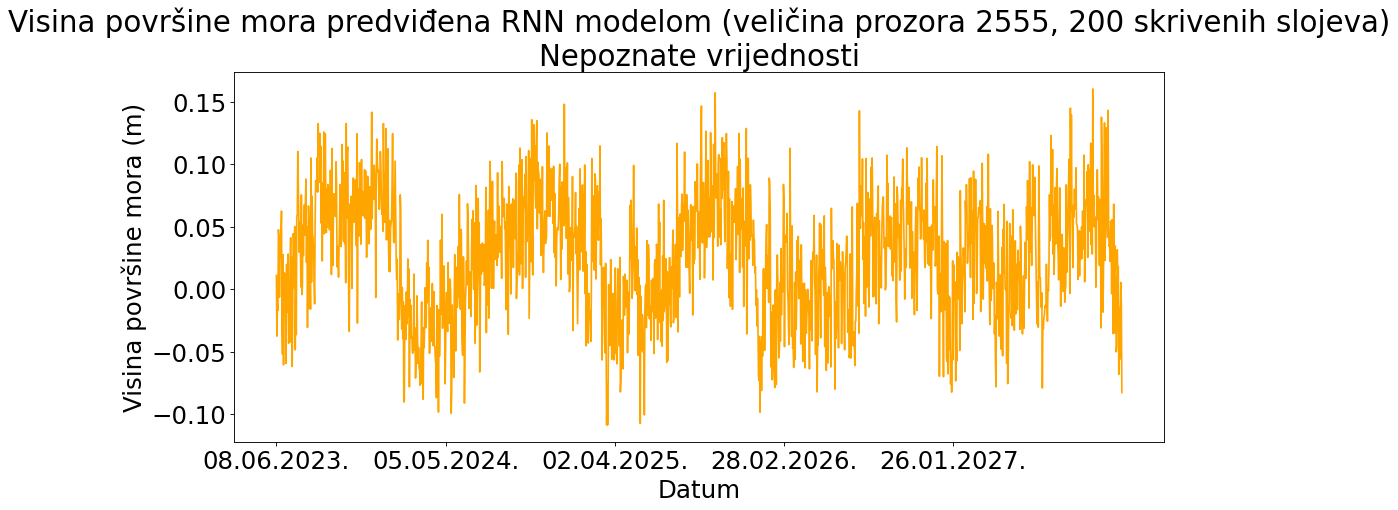 Visina površine mora predviđena RNN modelom (veličina prozora 2555, 200 skrivenih slojeva)
Nepoznate vrijednosti
Visina površine mora (m)
0.15
0.10
0.05
0.00
−0.05
−0.10
08.06.2023. 05.05.2024. 02.04.2025. 28.02.2026. 26.01.2027.
Datum